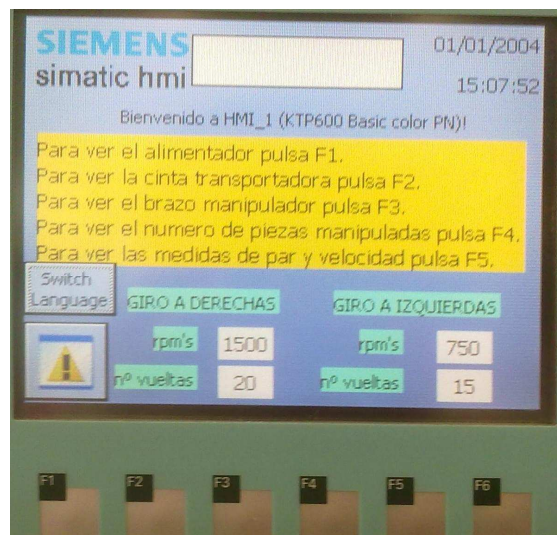 SIEMENS
simatic hmi
01/01/2004
15:07:52
Bienvenido a HMI_1 (KTP600 Basic color PN)!
Para ver el alimentador pulsa F1.
Para ver la cinta transportadora pulsa F2.
Para ver el brazo manipulador pulsa F3.
Para ver el numero de piezas manipuladas pulsa F4.
Para ver las medidas de par y velocidad pulsa F5.
Switch
Language
GIRO A DERECHAS
GIRO A IZQUIERDAS
rpm's 1500
rpm's 750
nº vueltas 20
nº vueltas 15
F1 F2 F3 F4 F5 F6